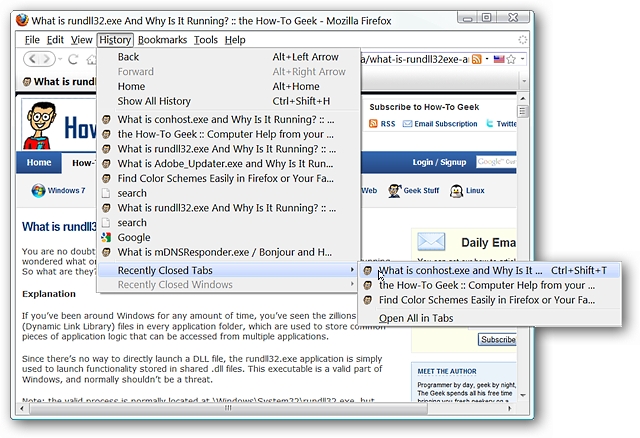 What is rundll32.exe And Why Is It Running? :: the How-To Geek - Mozilla Firefox
File Edit View History Bookmarks Tools Help
Back Alt+Left Arrow
Forward Alt+Right Arrow
Home Alt+Home
Show All History Ctrl+Shift+H
What is conhost.exe and Why Is It Running? :: ...
the How-To Geek :: Computer Help from your ...
What is rundll32.exe And Why Is It Running? :: ...
What is Adobe_Updater.exe and Why Is It Run...
Find Color Schemes Easily in Firefox or Your Fa...
search
What is rundll32.exe And Why Is It Running? :: ...
search
Google
What is mDNSResponder.exe / Bonjour and H...
Recently Closed Tabs
Recently Closed Windows
What is conhost.exe and Why Is It ... Ctrl+Shift+T
the How-To Geek :: Computer Help from your ...
Find Color Schemes Easily in Firefox or Your Fa...
Open All in Tabs
a/what-is-rundll32exe-a
What is rundl
How
Subscribe to How-To Geek
RSS Email Subscription Twitte
Home How-T
Login / Signup Google
Windows 7
Web Geek Stuff Linux
What is rundll3
Daily Ema
You are no doubt
wondered what o
running
So what are they?
Explanation
If you've been around Windows for any amount of time, you've seen the zillions
(Dynamic Link Library) files in every application folder, which are used to store common
pieces of application logic that can be accessed from multiple applications.
Subscribe
Since there's no way to directly launch a DLL file, the rundll32.exe application is simply
used to launch functionality stored in shared .dll files. This executable is a valid part of
Windows, and normally shouldn't be a threat.
MEET THE AUTHOR
Programmer by day, geek by night,
The Geek spends all his free time
bringing you fresh geekery on a
Note: the valid process is normally located at \Windows\System32\rundll32.exe, but